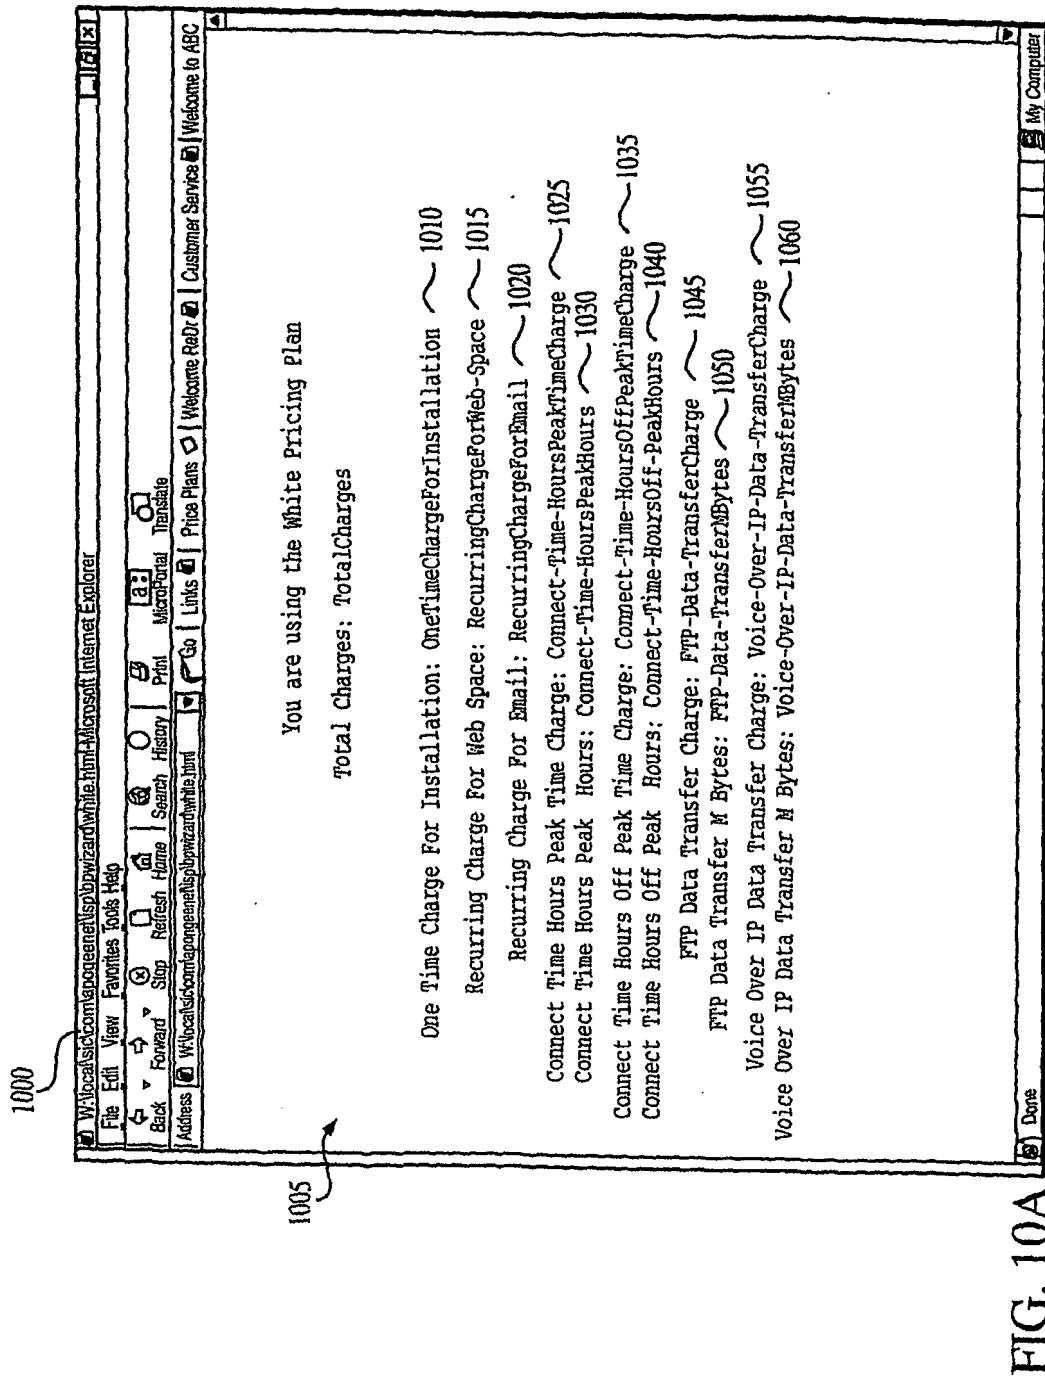 1000
W:\local\sic\com\apogeenet\isp\bpwizard\white.html-Microsoft Internet Explorer
File Edit View Favorites Tools Help
Back Forward Stop Refresh Home Search History Print MicroPortal Translate
a:
Address W:\local\sic\com\apongeenet\isp\bpwizard\white.html Go Links Price Plans Welcome ReDr Customer Service Welcome to ABC
1005
You are using the White Pricing Plan
Total Charges: TotalCharges
One Time Charge For Installation: OneTimeChargeForInstallation 1010
Recurring Charge For Web Space: RecurringChargeForWeb-Space 1015
Recurring Charge For Email: RecurringChargeForEmail 1020
Connect Time Hours Peak Time Charge: Connect-Time-HoursPeakTimeCharge 1025
Connect Time Hours Peak Hours: Connect-Time-HoursPeakHours 1030
Connect Time Hours Off Peak Time Charge: Connect-Time-HoursOffPeakTimeCharge 1035
Connect Time Hours Off Peak Hours: Connect-Time-HoursOff-PeakHours 1040
FTP Data Transfer Charge: FTP-Data-TransferCharge 1045
FTP Data Transfer M Bytes: FTP-Data-TransferMBytes 1050
Voice Over IP Data Transfer Charge: Voice-Over-IP-Data-TransferCharge 1055
Voice Over IP Data Transfer M Bytes: Voice-Over-IP-Data-TransferMBytes 1060
Done My Computer
FIG. 10A